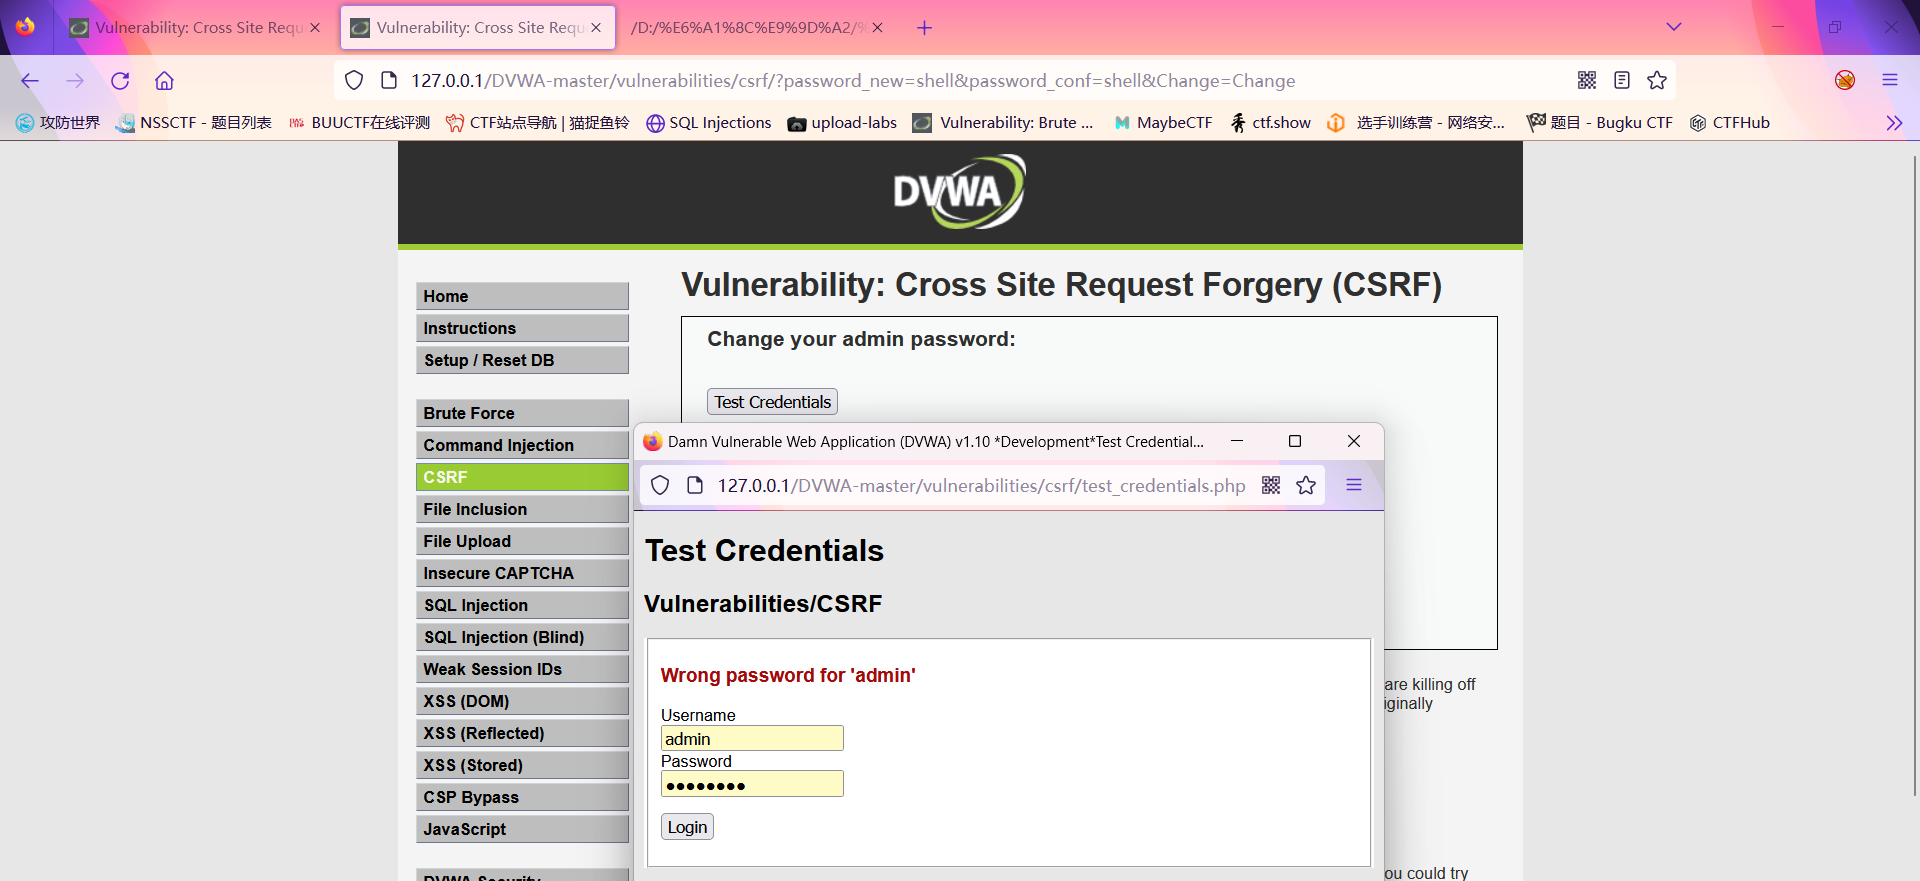 Vulnerability: Cross Site Requ
Vulnerability: Cross Site Requ
/D:/%E6%A1%8C%E9%9D%A2/%
127.0.0.1/DVWA-master/vulnerabilities/csrf/?password_new=shell&password_conf=shell&Change=Change
攻防世界
NSSCTF - 题目列表
BUUCTF在线评测
CTF站点导航 | 猫捉鱼铃
SQL Injections
upload-labs
Vulnerability: Brute ...
MaybeCTF
ctf.show
选手训练营 - 网络安...
题目 - Bugku CTF
CTFHub
DVWA
Home
Instructions
Setup / Reset DB
Brute Force
Command Injection
CSRF
File Inclusion
File Upload
Insecure CAPTCHA
SQL Injection
SQL Injection (Blind)
Weak Session IDs
XSS (DOM)
XSS (Reflected)
XSS (Stored)
CSP Bypass
JavaScript
DVWA Security
Vulnerability: Cross Site Request Forgery (CSRF)
Change your admin password:
Test Credentials
Damn Vulnerable Web Application (DVWA) v1.10 *Development*Test Credential...
127.0.0.1/DVWA-master/vulnerabilities/csrf/test_credentials.php
Test Credentials
Vulnerabilities/CSRF
Wrong password for 'admin'
Username
admin
Password
Login
are killing off
iginally
ou could try